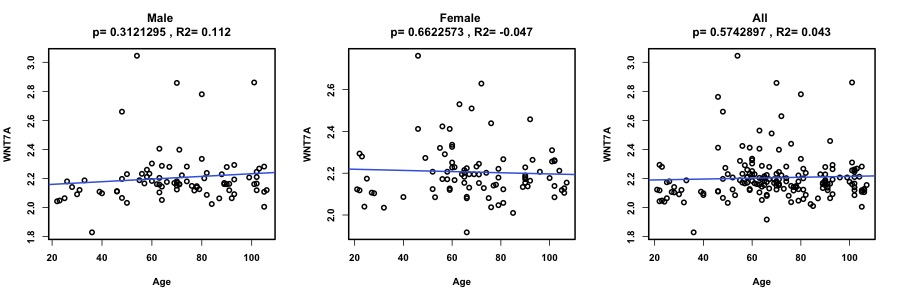 Male
p= 0.3121295 , R2= 0.112
WNT7A
3.0
2.8
2.6
2.4
2.2
2.0
1.8
20 40 60 80 100
Age
Female
p= 0.6622573 , R2= -0.047
WNT7A
2.6
2.4
2.2
2.0
20 40 60 80 100
Age
All
p= 0.5742897 , R2= 0.043
WNT7A
3.0
2.8
2.6
2.4
2.2
2.0
1.8
20 40 60 80 100
Age